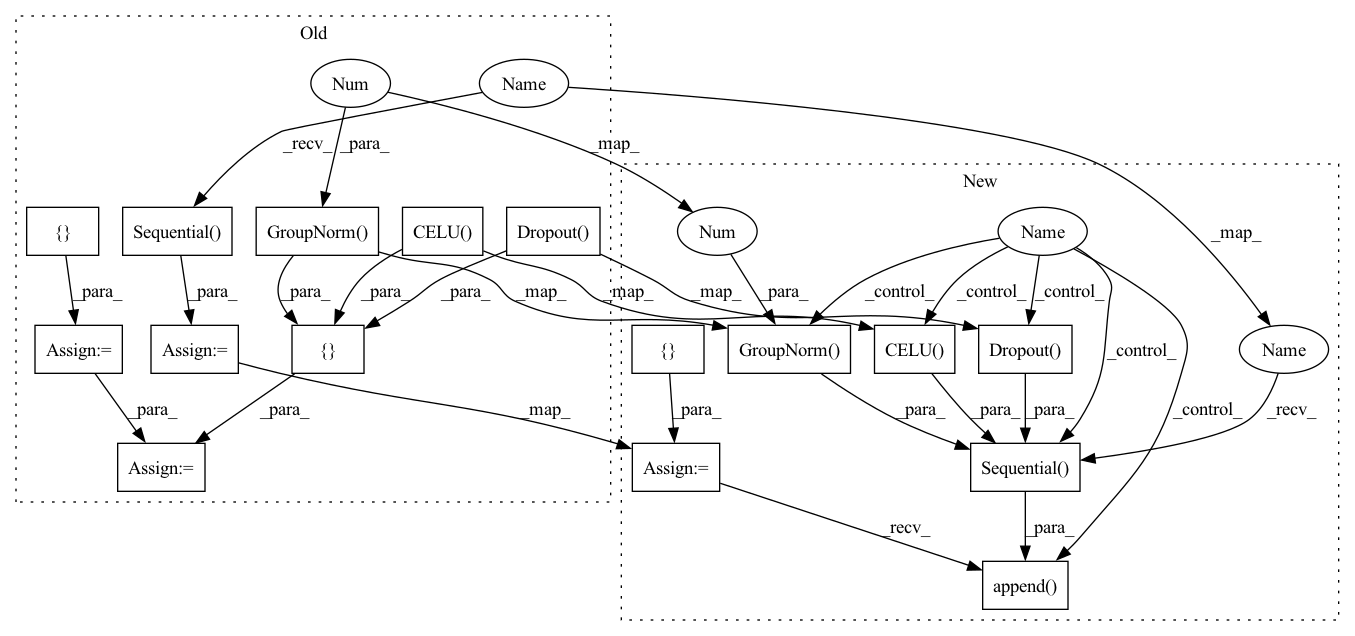 Old
Num
Name
_recv_
_para_
_map_
New
{}
Sequential()
GroupNorm()
CELU()
Dropout()
Num
Name
_map_
_para_
_para_
_para_
_para_
_para_
_map_
_map_
_map_
_para_
_control_
_control_
_control_
Assign:=
Assign:=
{}
{}
GroupNorm()
CELU()
Dropout()
_control_
Name
_para_
_para_
_map_
_para_
_para_
_para_
_para_
_control_
_recv_
Assign:=
Assign:=
Sequential()
_recv_
_para_
append()